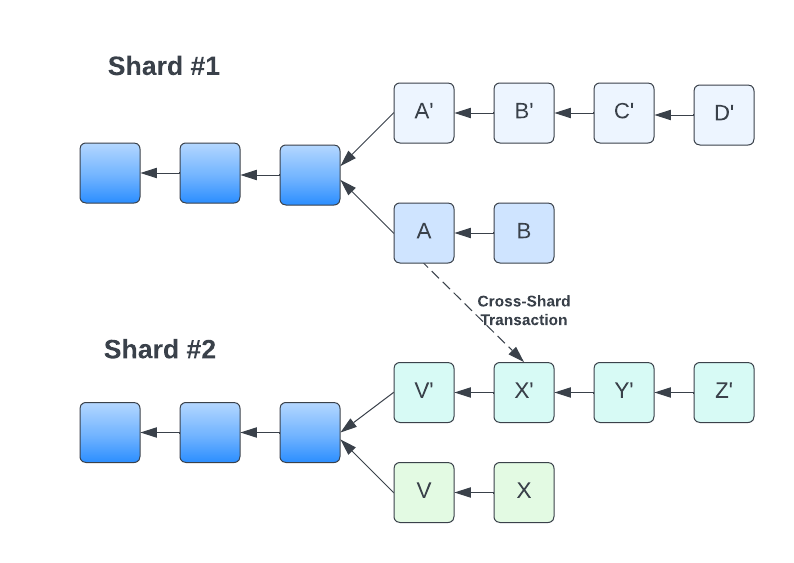 Shard #1
A'
B'
C'
D'
A
B
Cross-Shard
Transaction
Shard #2
V'
X'
Y'
Z'
V
X